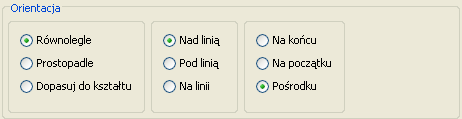 Orientacja
Równolegle
Prostopadle
Dopasuj do kształtu
Nad linią
Pod linią
Na linii
Na końcu
Na początku
Pośrodku